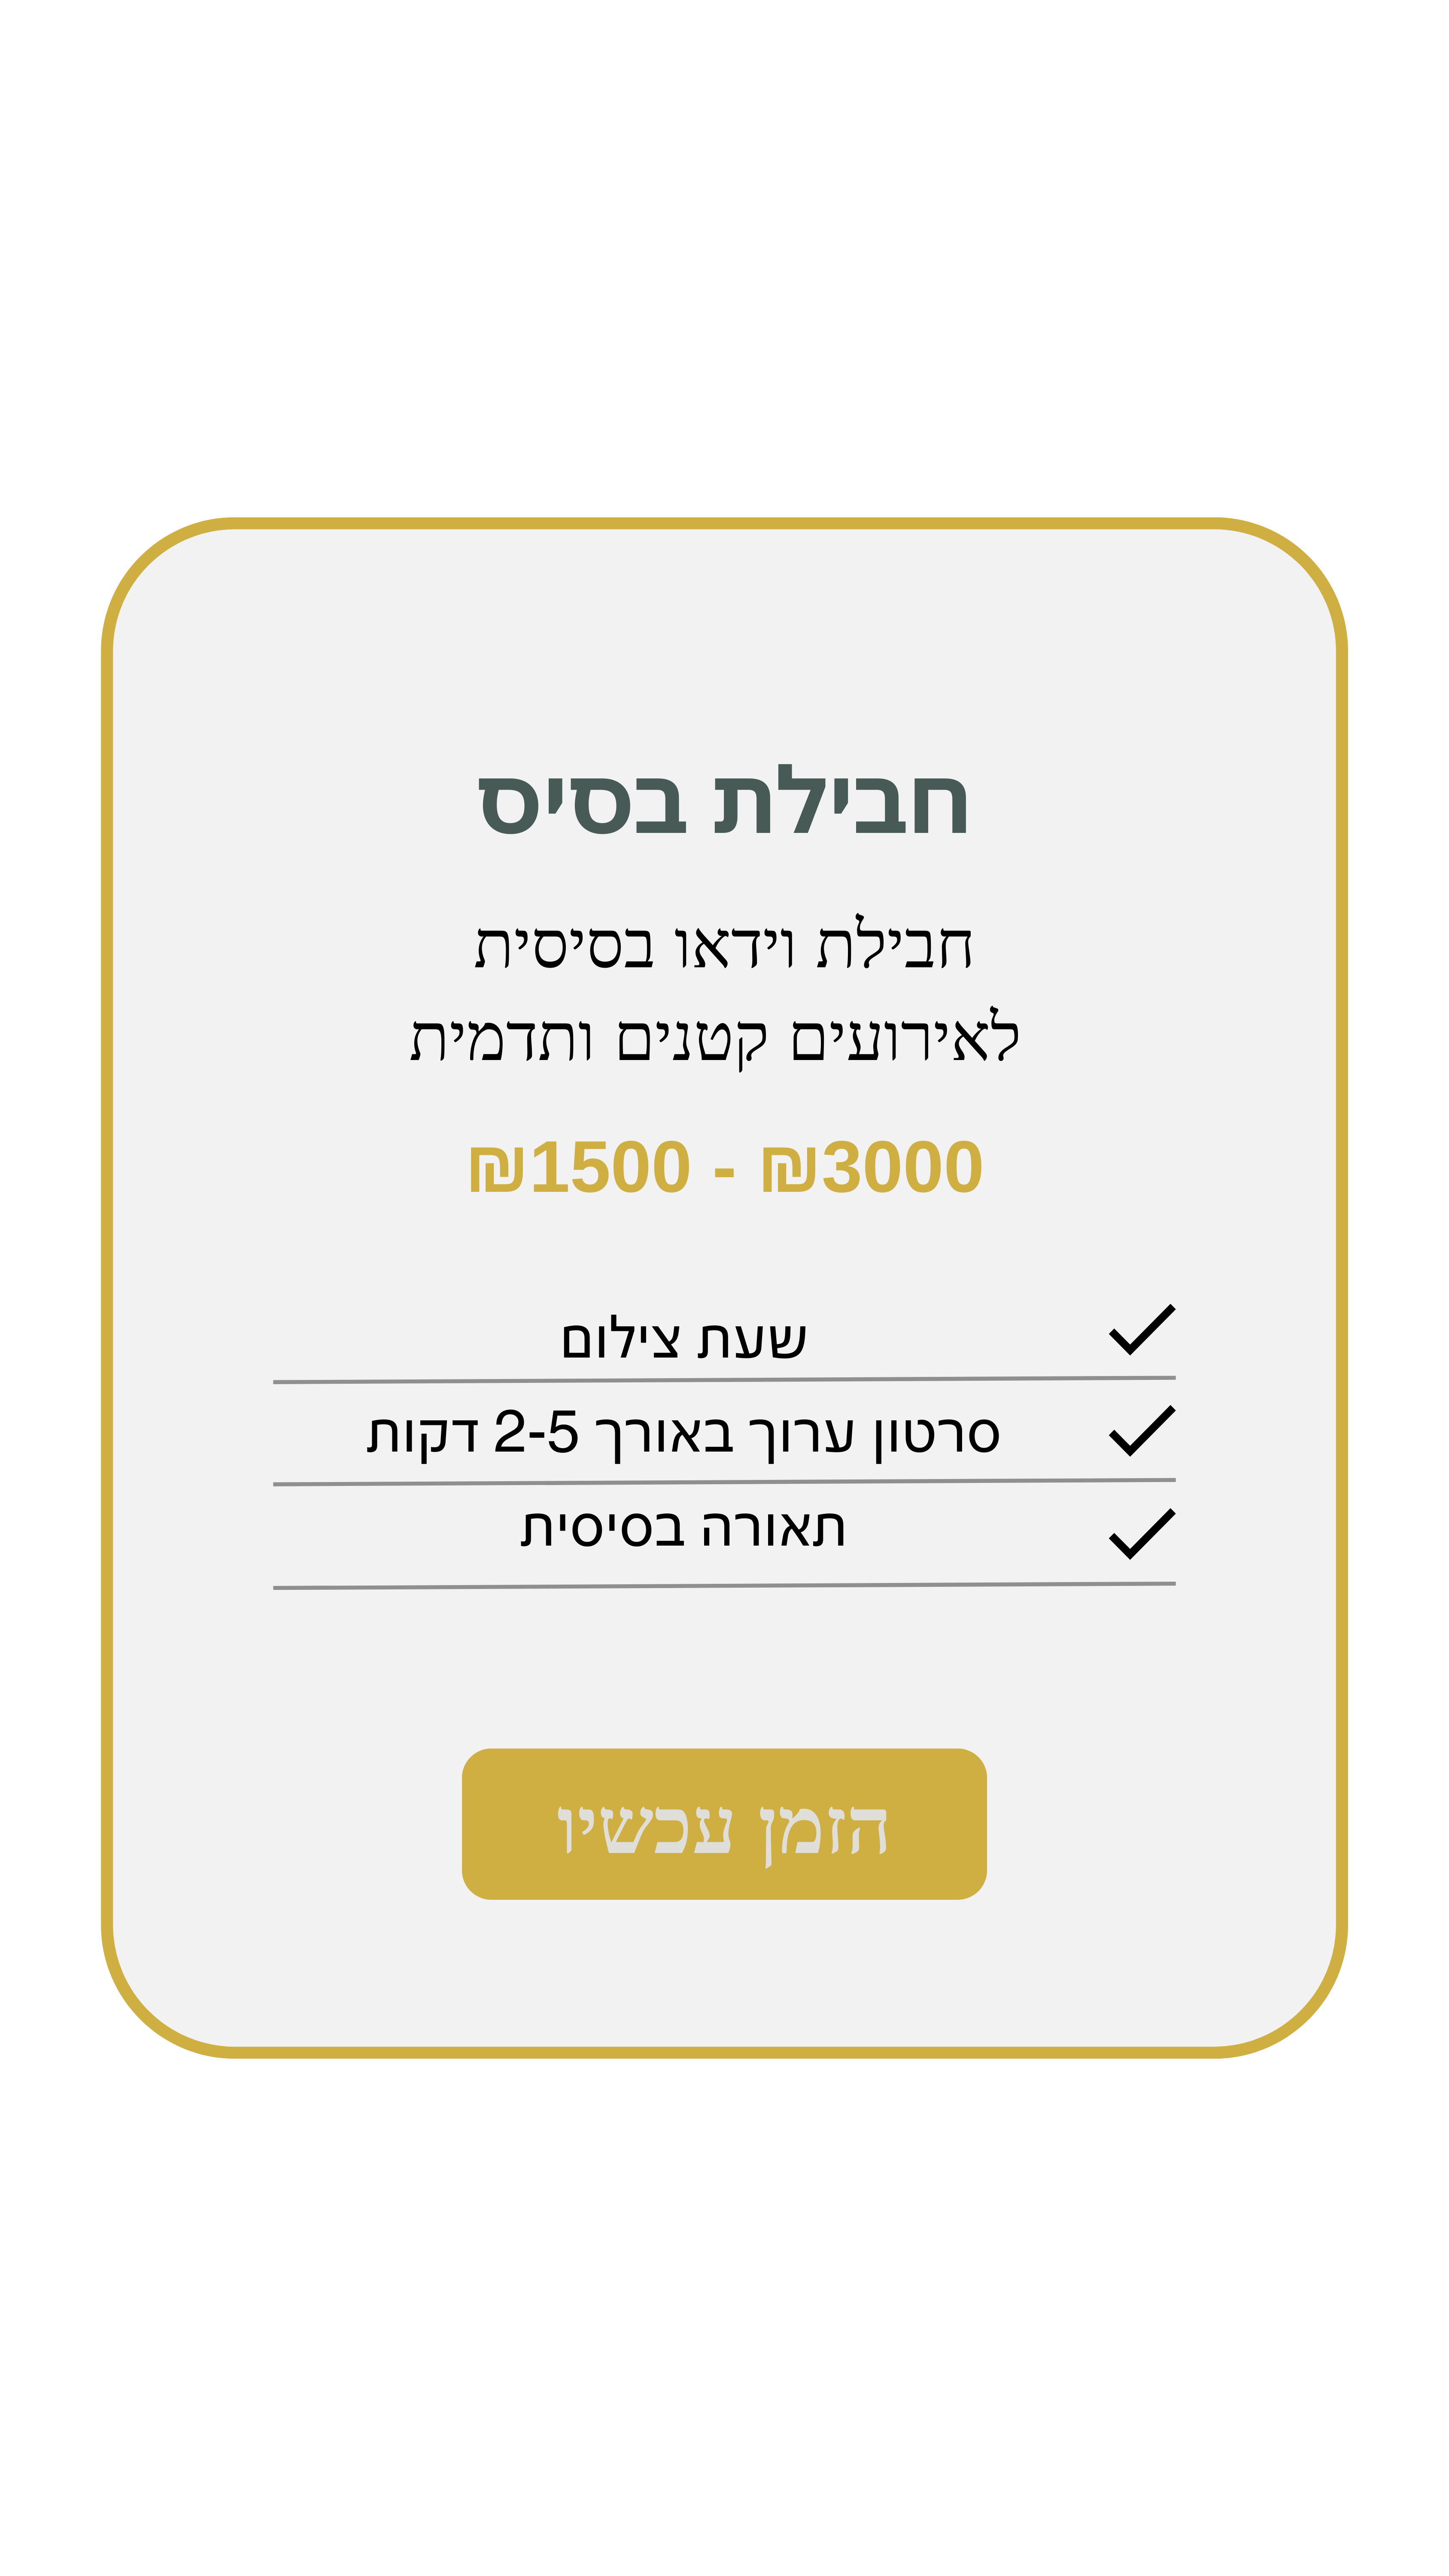 חבילת בסיס
חבילת וידאו בסיסית
לאירועים קטנים ותדמית
₪1500 - ₪3000
שעת צילום
סרטון ערוך באורך 2-5 דקות
תאורה בסיסית
הזמן עכשיו